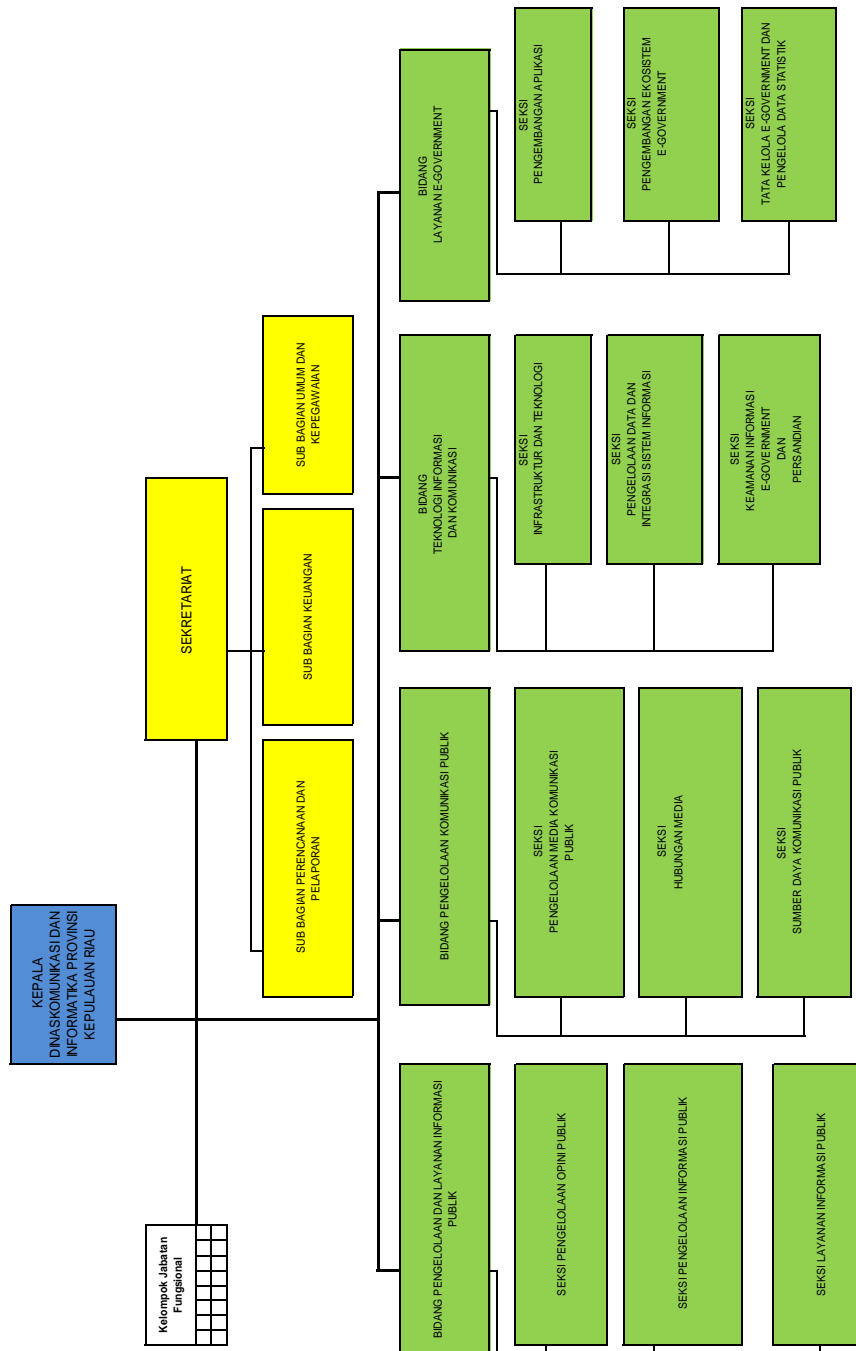 KEPALA
DINASKOMUNIKASI DAN
INFORMATIKA PROVINSI
KEPULAUAN RIAU
Kelompok Jabatan
Fungsional
SEKRETARIAT
SUB BAGIAN PERENCANAAN DAN
PELAPORAN
SUB BAGIAN KEUANGAN
SUB BAGIAN UMUM DAN
KEPEGAWAIAN
BIDANG PENGELOLAAN DAN LAYANAN INFORMASI
PUBLIK
SEKSI PENGELOLAAN OPINI PUBLIK
SEKSI PENGELOLAAN INFORMASI PUBLIK
SEKSI LAYANAN INFORMASI PUBLIK
BIDANG PENGELOLAAN KOMUNIKASI PUBLIK
SEKSI
PENGELOLAAN MEDIA KOMUNIKASI
PUBLIK
SEKSI
HUBUNGAN MEDIA
SEKSI
SUMBER DAYA KOMUNIKASI PUBLIK
BIDANG
TEKNOLOGI INFORMASI
DAN KOMUNIKASI
SEKSI
INFRASTRUKTUR DAN TEKNOLOGI
SEKSI
PENGELOLAAN DATA DAN
INTEGRASI SISTEM INFORMASI
SEKSI
KEAMANAN INFORMASI
E-GOVERNMENT
DAN
PERSANDIAN
BIDANG
LAYANAN E-GOVERNMENT
SEKSI
PENGEMBANGAN APLIKASI
SEKSI
PENGEMBANGAN EKOSISTEM
E-GOVERNMENT
SEKSI
TATA KELOLA E-GOVERNMENT DAN
PENGELOLA DATA STATISTIK